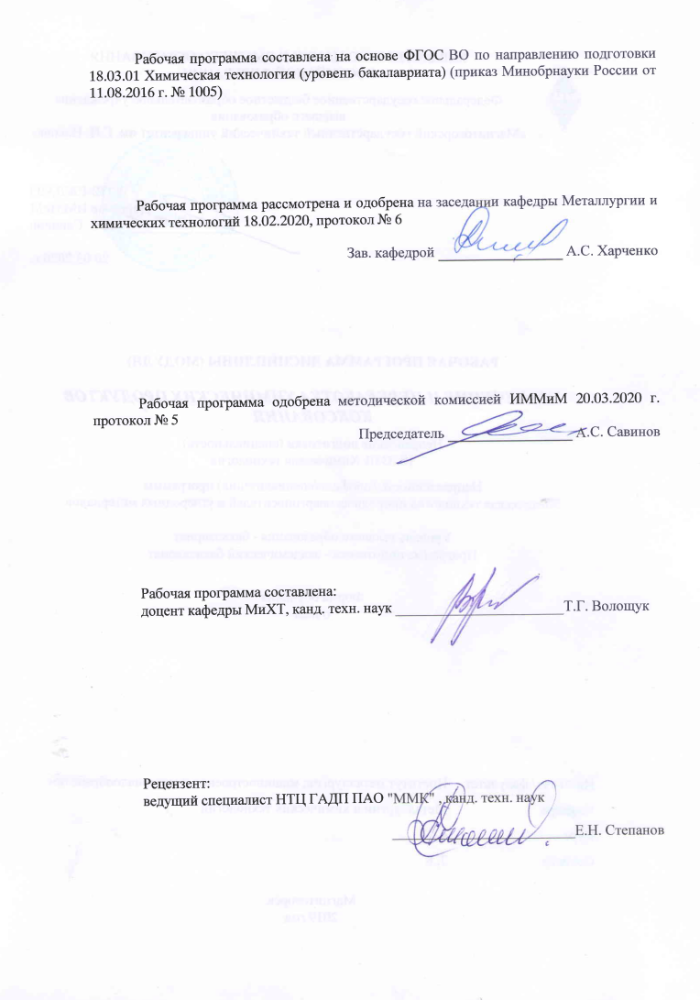 Рабочая программа составлена на основе ФГОС ВО по направлению подготовки
18.03.01 Химическая технология (уровень бакалавриата) (приказ Минобрнауки России от
11.08.2016 г. № 1005)
Рабочая программа рассмотрена и одобрена на заседании кафедры Металлургии и
химических технологий 18.02.2020, протокол № 6
Зав. кафедрой А.С. Харченко
Рабочая программа одобрена методической комиссией ИММиМ 20.03.2020 г.
протокол № 5
Председатель А.С. Савинов
Рабочая программа составлена:
доцент кафедры МиХТ, канд. техн. наук Т.Г. Волощук
Рецензент:
ведущий специалист НТЦ ГАДП ПАО "ММК" , канд. техн. наук
Е.Н. Степанов